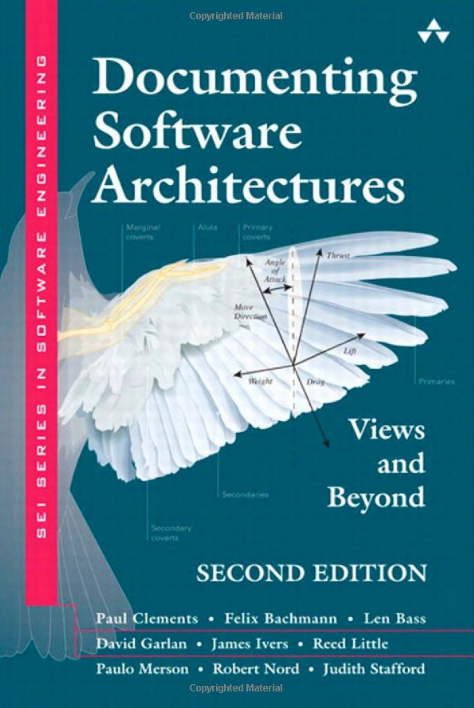 Copyrighted Material
Documenting
Software
Architectures
SEI SERIES IN SOFTWARE ENGINEERING
Marginal
coverts
Alula
Primary
coverts
Angle
of
Attack
Thrust
Move
Direction
Lift
Weight
Drag
Primaries
Views
and
Beyond
Secondaries
Secondary
coverts
SECOND EDITION
Paul Clements • Felix Bachmann • Len Bass
David Garlan • James Ivers • Reed Little
Paulo Merson • Robert Nord • Judith Stafford
Copyrighted Material